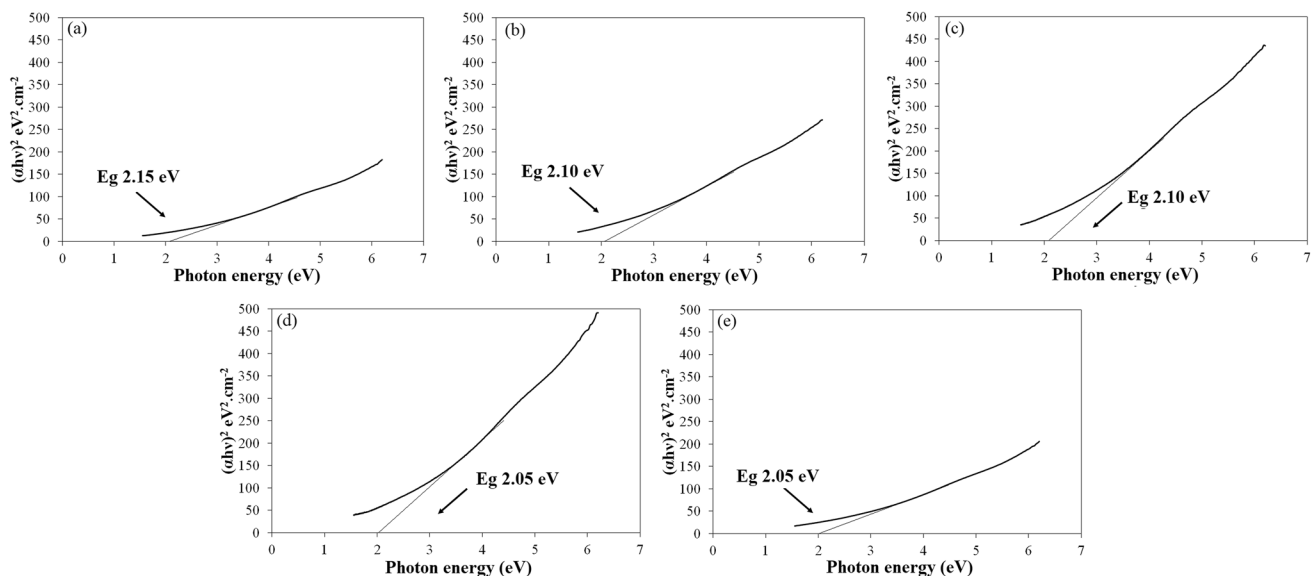 (a)
500
450
400
350
300
250
200
150
100
50
0
(αhν)² eV².cm⁻²
Eg 2.15 eV
0 1 2 3 4 5 6 7
Photon energy (eV)
(b)
500
450
400
350
300
250
200
150
100
50
0
(αhν)² eV².cm⁻²
Eg 2.10 eV
0 1 2 3 4 5 6 7
Photon energy (eV)
(c)
500
450
400
350
300
250
200
150
100
50
0
(αhν)² eV².cm⁻²
Eg 2.10 eV
0 1 2 3 4 5 6 7
Photon energy (eV)
(d)
500
450
400
350
300
250
200
150
100
50
0
(αhν)² eV².cm⁻²
Eg 2.05 eV
0 1 2 3 4 5 6 7
Photon energy (eV)
(e)
500
450
400
350
300
250
200
150
100
50
0
(αhν)² eV².cm⁻²
Eg 2.05 eV
0 1 2 3 4 5 6 7
Photon energy (eV)